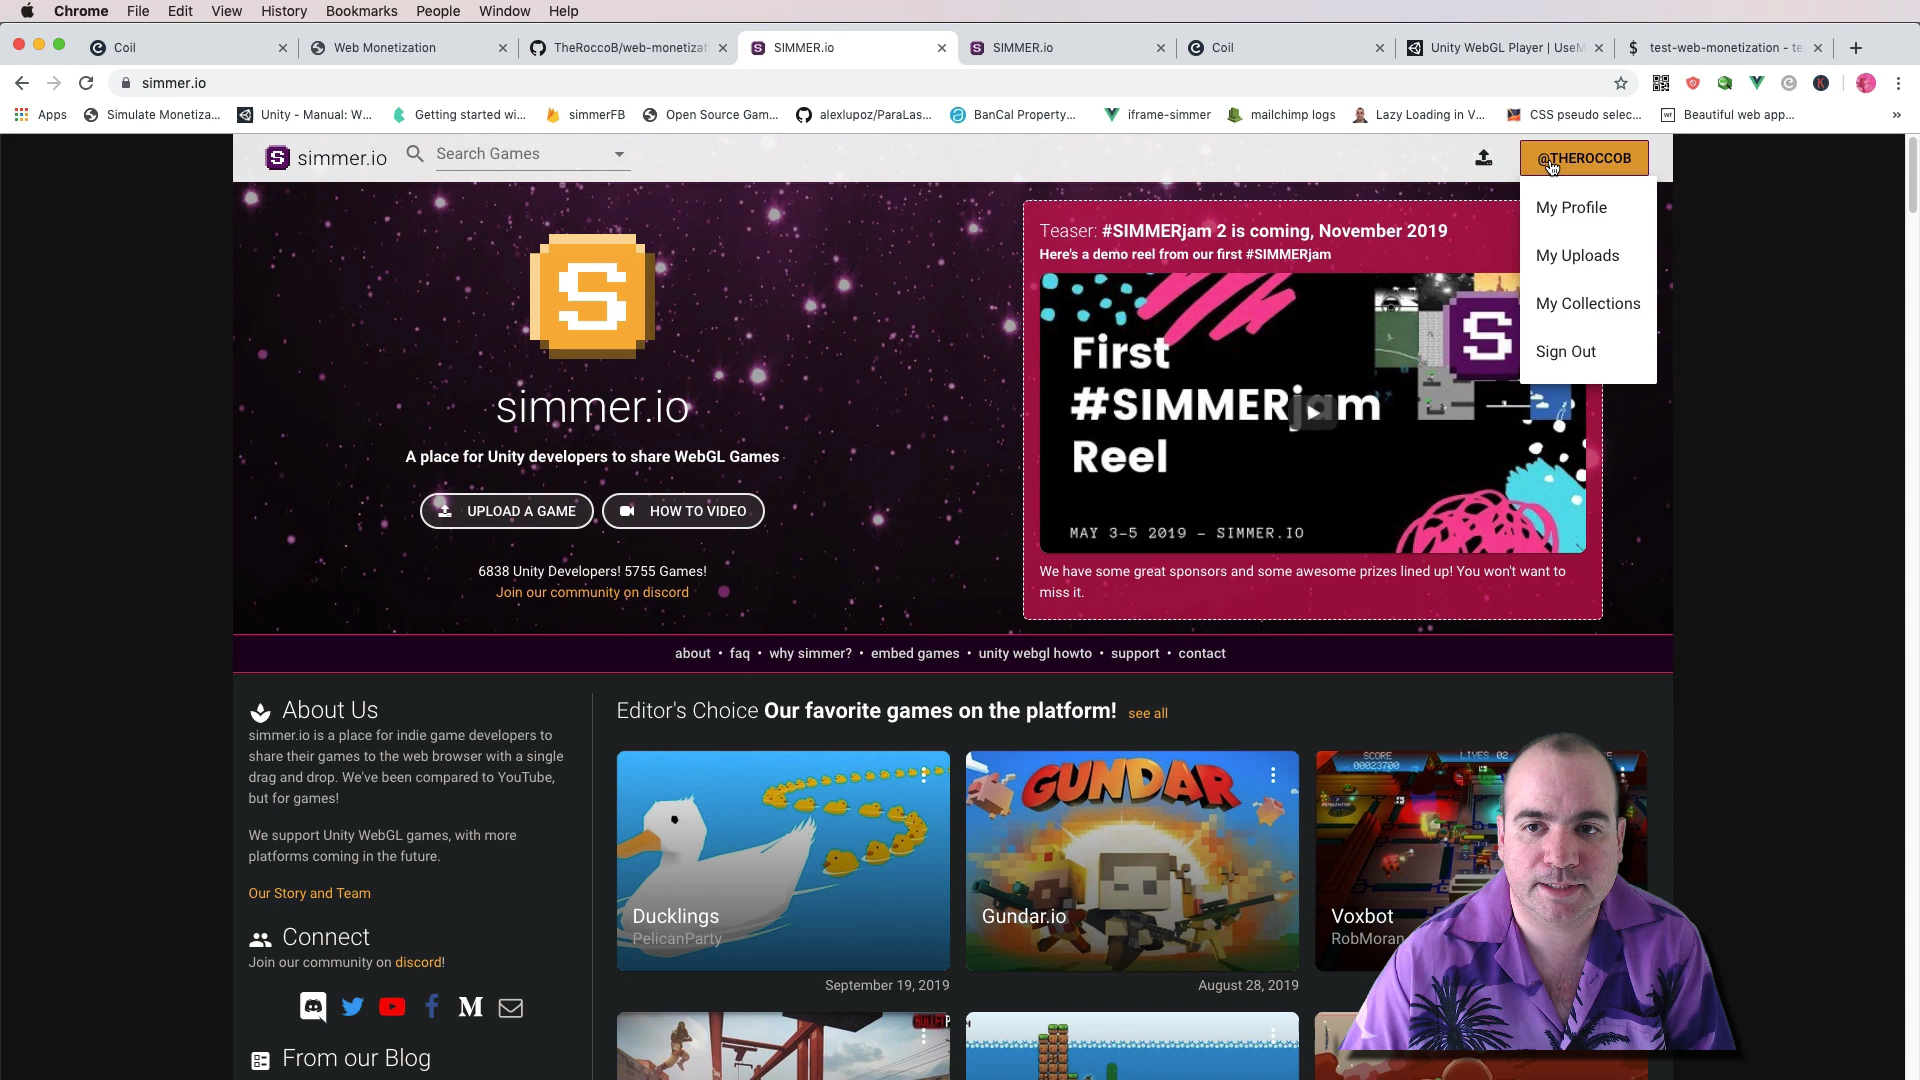 Chrome File Edit View History Bookmarks People Window Help
Coil
Web Monetization
TheRoccoB/web-monetizat
SIMMER.io
SIMMER.io
Coil
Unity WebGL Player | UseM
test-web-monetization - te
simmer.io
Apps
Simulate Monetiza...
Unity - Manual: W...
Getting started wi...
simmerFB
Open Source Gam...
alexlupoz/ParaLas...
BanCal Property...
iframe-simmer
mailchimp logs
Lazy Loading in V...
CSS pseudo selec...
Beautiful web app...
simmer.io
Search Games
@THEROCCOB
My Profile
My Uploads
My Collections
Sign Out
S
simmer.io
A place for Unity developers to share WebGL Games
UPLOAD A GAME
HOW TO VIDEO
6838 Unity Developers! 5755 Games!
Join our community on discord
Teaser: #SIMMERjam 2 is coming, November 2019
Here's a demo reel from our first #SIMMERjam
First
#SIMMERjam
Reel
S
MAY 3-5 2019 - SIMMER.IO
We have some great sponsors and some awesome prizes lined up! You won't want to
miss it.
about • faq • why simmer? • embed games • unity webgl howto • support • contact
About Us
simmer.io is a place for indie game developers to
share their games to the web browser with a single
drag and drop. We've been compared to YouTube,
but for games!
We support Unity WebGL games, with more
platforms coming in the future.
Our Story and Team
Connect
Join our community on discord!
From our Blog
Editor's Choice Our favorite games on the platform! see all
Ducklings
PelicanParty
September 19, 2019
GUNDAR
Gundar.io
August 28, 2019
SCORE
00023700
LIVES 02
Voxbot
RobMoran